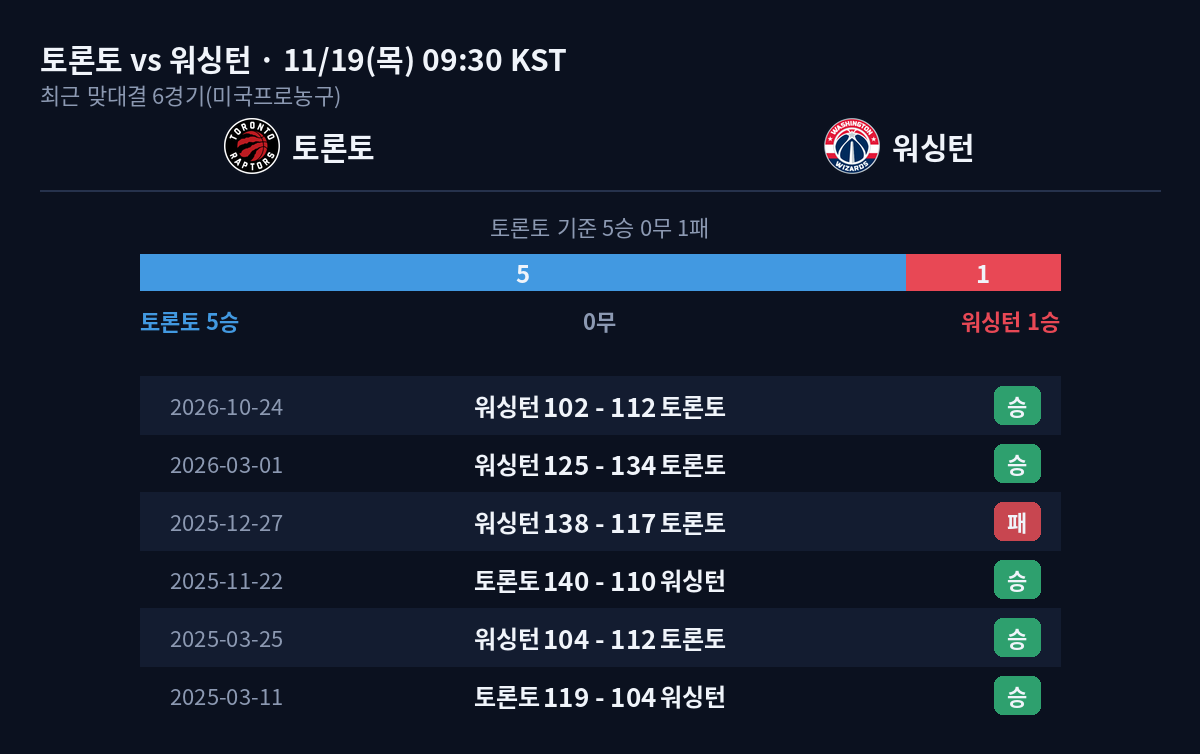 토론토 vs 워싱턴 · 11/19(목) 09:30 KST
최근 맞대결 6경기(미국프로농구)
TORONTO RAPTORS 토론토
WASHINGTON WIZARDS 워싱턴
토론토 기준 5승 0무 1패
5 1
토론토 5승 0무 워싱턴 1승
2026-10-24 워싱턴 102 - 112 토론토 승
2026-03-01 워싱턴 125 - 134 토론토 승
2025-12-27 워싱턴 138 - 117 토론토 패
2025-11-22 토론토 140 - 110 워싱턴 승
2025-03-25 워싱턴 104 - 112 토론토 승
2025-03-11 토론토 119 - 104 워싱턴 승